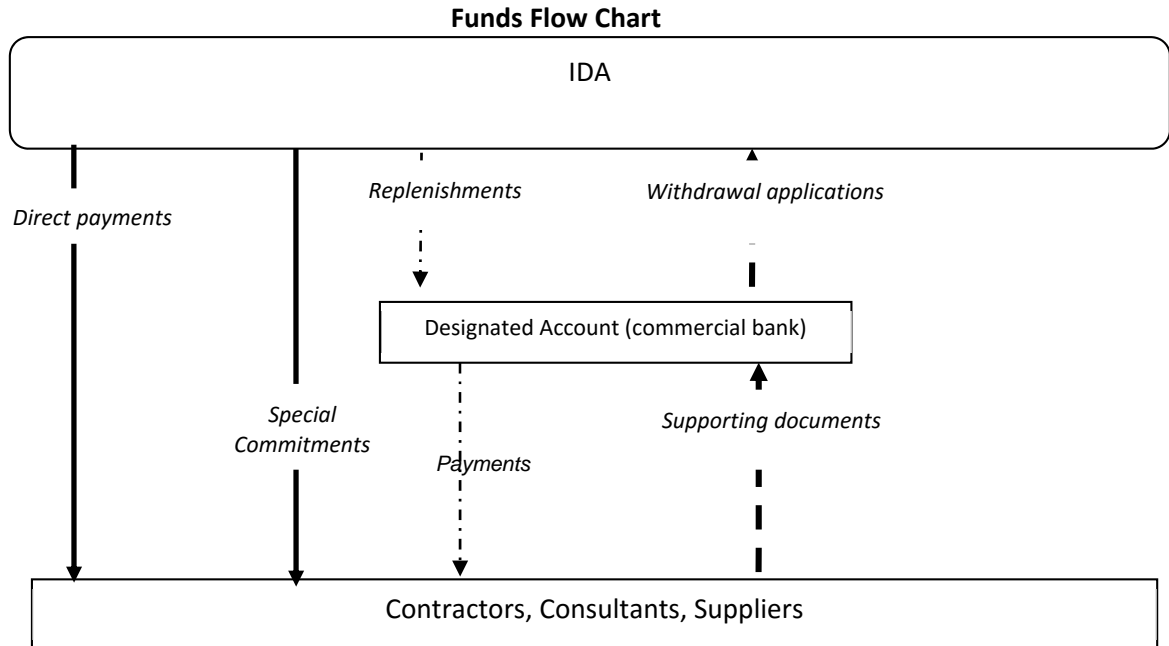 Funds Flow Chart
IDA
Replenishments
Withdrawal applications
Direct payments
Designated Account (commercial bank)
Special
Commitments
Supporting documents
Payments
Contractors, Consultants, Suppliers